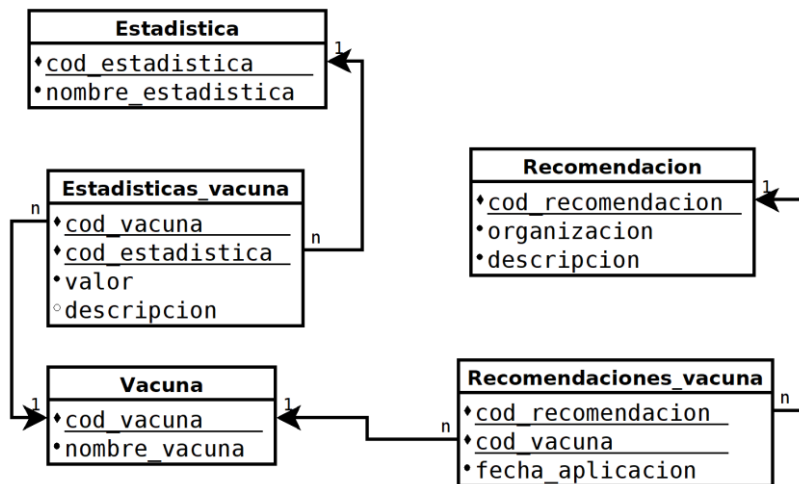 Estadistica
cod_estadistica
nombre_estadistica
1
Estadisticas_vacuna
cod_vacuna
cod_estadistica
valor
descripcion
n
n
Recomendacion
cod_recomendacion
organizacion
descripcion
1
Vacuna
cod_vacuna
nombre_vacuna
1
1
Recomendaciones_vacuna
cod_recomendacion
cod_vacuna
fecha_aplicacion
n
n